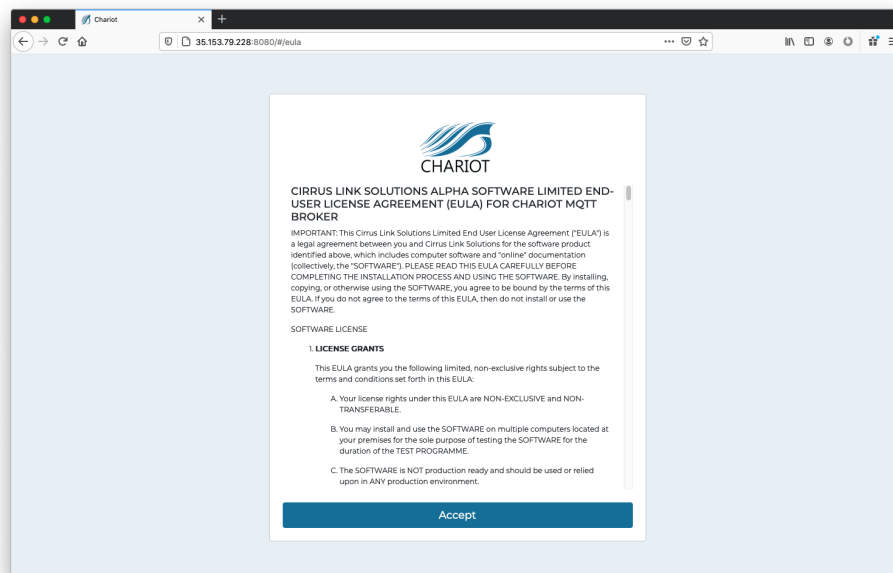 Chariot
35.153.79.228:8080/#/eula
CHARIOT
CIRRUS LINK SOLUTIONS ALPHA SOFTWARE LIMITED END-
USER LICENSE AGREEMENT (EULA) FOR CHARIOT MQTT
BROKER
IMPORTANT: This Cirrus Link Solutions Limited End User License Agreement ("EULA") is
a legal agreement between you and Cirrus Link Solutions for the software product
identified above, which includes computer software and "online" documentation
(collectively, the "SOFTWARE"). PLEASE READ THIS EULA CAREFULLY BEFORE
COMPLETING THE INSTALLATION PROCESS AND USING THE SOFTWARE. By installing,
copying, or otherwise using the SOFTWARE, you agree to be bound by the terms of this
EULA. If you do not agree to the terms of this EULA, then do not install or use the
SOFTWARE.
SOFTWARE LICENSE
1. LICENSE GRANTS
This EULA grants you the following limited, non-exclusive rights subject to the
terms and conditions set forth in this EULA:
A. Your license rights under this EULA are NON-EXCLUSIVE and NON-
TRANSFERABLE.
B. You may install and use the SOFTWARE on multiple computers located at
your premises for the sole purpose of testing the SOFTWARE for the
duration of the TEST PROGRAMME.
C. The SOFTWARE is NOT production ready and should be used or relied
upon in ANY production environment.
Accept